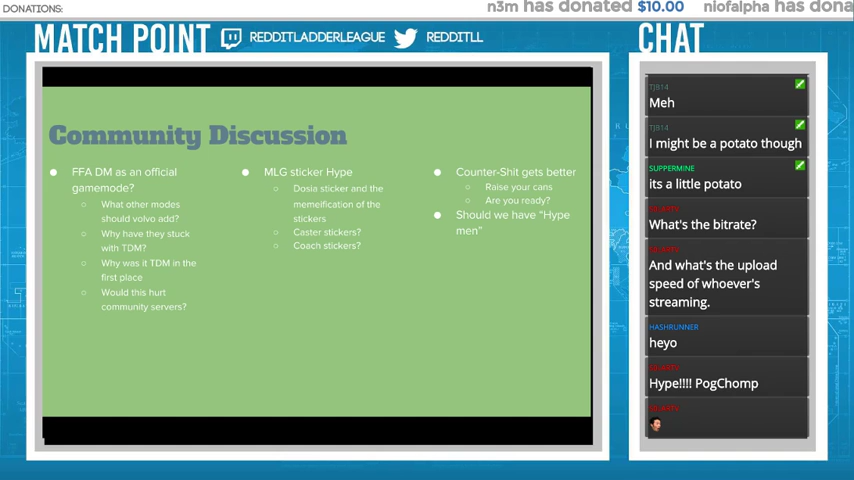 DONATIONS:
n3m has donated $10.00 niofalpha has dona
MATCH POINT
REDDITLADDERLEAGUE
REDDITLL
CHAT
Community Discussion
FFA DM as an official
gamemode?
What other modes
should volvo add?
Why have they stuck
with TDM?
Why was it TDM in the
first place
Would this hurt
community servers?
MLG sticker Hype
Dosia sticker and the
memeification of the
stickers
Caster stickers?
Coach stickers?
Counter-Shit gets better
Raise your cans
Are you ready?
Should we have “Hype
men”
TJB14
Meh
TJB14
I might be a potato though
SUPPERMINE
its a little potato
What's the bitrate?
And what's the upload
speed of whoever's
streaming.
HASHRUNNER
heyo
Hype!!!! PogChomp